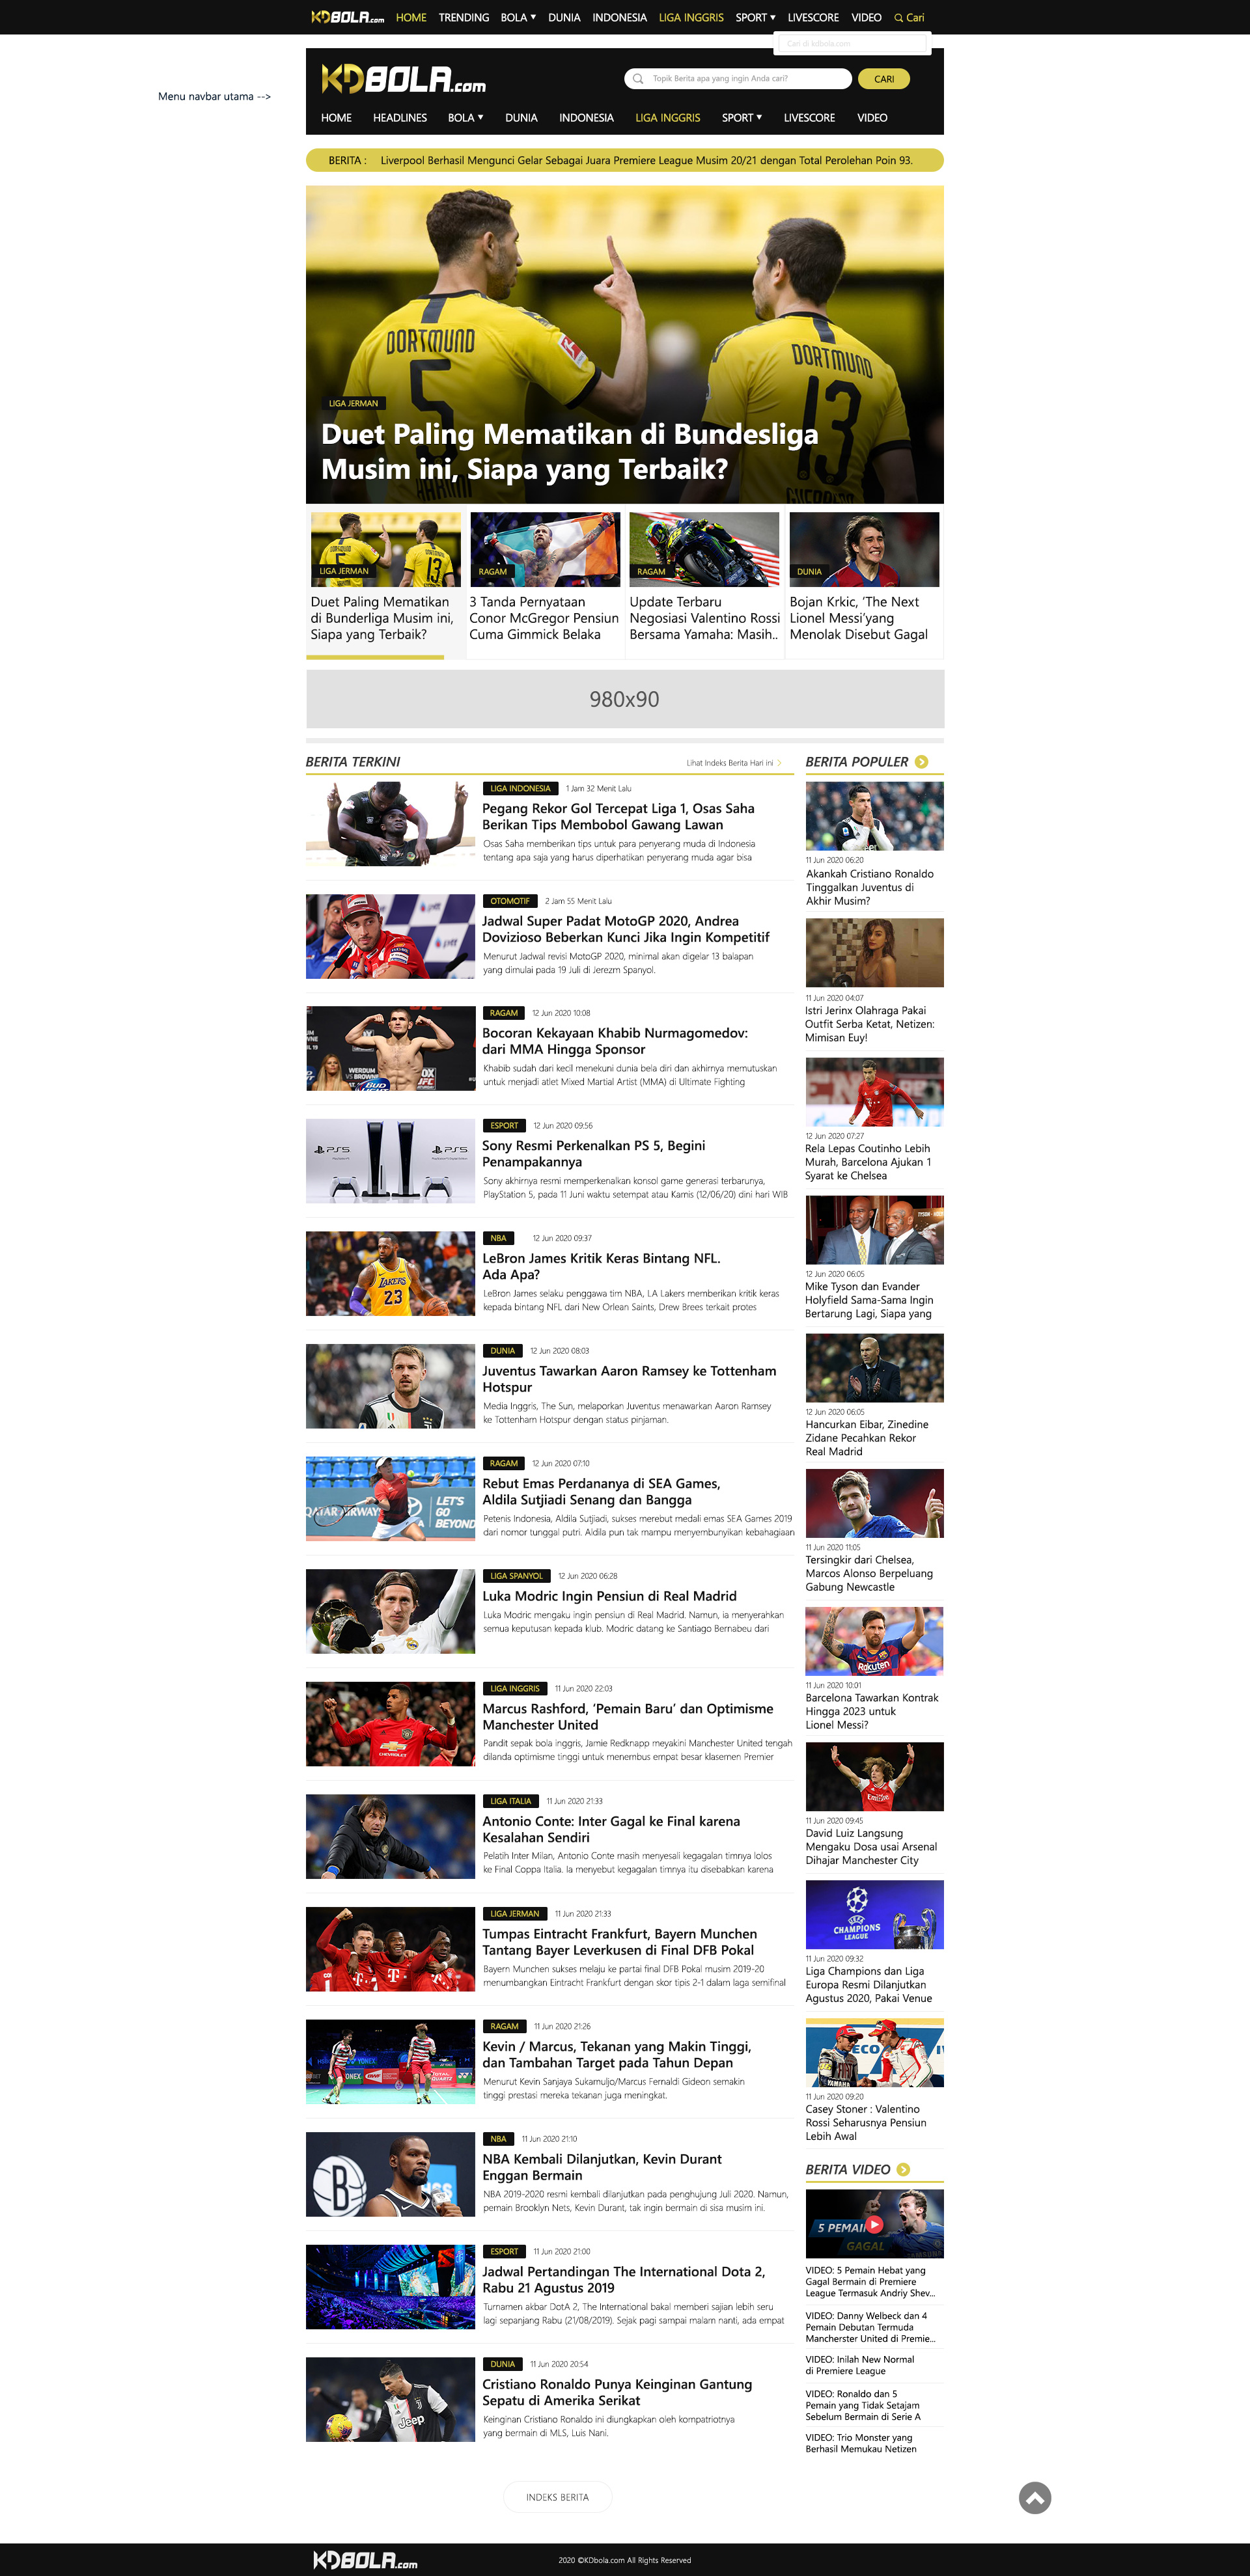 KDBOLA.com HOME TRENDING BOLA ▼ DUNIA INDONESIA LIGA INGGRIS SPORT ▼ LIVESCORE VIDEO Cari
Cari di kdbola.com
KDBOLA.com
Topik Berita apa yang ingin Anda cari?
CARI
Menu navbar utama -->
HOME HEADLINES BOLA ▼ DUNIA INDONESIA LIGA INGGRIS SPORT ▼ LIVESCORE VIDEO
BERITA : Liverpool Berhasil Mengunci Gelar Sebagai Juara Premiere League Musim 20/21 dengan Total Perolehan Poin 93.
DORTMUND
5
DORTMUND
13
LIGA JERMAN
Duet Paling Mematikan di Bundesliga
Musim ini, Siapa yang Terbaik?
LIGA JERMAN
Duet Paling Mematikan
di Bunderliga Musim ini,
Siapa yang Terbaik?
RAGAM
3 Tanda Pernyataan
Conor McGregor Pensiun
Cuma Gimmick Belaka
RAGAM
Update Terbaru
Negosiasi Valentino Rossi
Bersama Yamaha: Masih..
DUNIA
Bojan Krkic, ‘The Next
Lionel Messi’yang
Menolak Disebut Gagal
980x90
BERITA TERKINI
Lihat Indeks Berita Hari ini >
LIGA INDONESIA 1 Jam 32 Menit Lalu
Pegang Rekor Gol Tercepat Liga 1, Osas Saha
Berikan Tips Membobol Gawang Lawan
Osas Saha memberikan tips untuk para penyerang muda di Indonesia
tentang apa saja yang harus diperhatikan penyerang muda agar bisa
OTOMOTIF 2 Jam 55 Menit Lalu
Jadwal Super Padat MotoGP 2020, Andrea
Dovizioso Beberkan Kunci Jika Ingin Kompetitif
Menurut Jadwal revisi MotoGP 2020, minimal akan digelar 13 balapan
yang dimulai pada 19 Juli di Jerezm Spanyol.
RAGAM 12 Jun 2020 10:08
Bocoran Kekayaan Khabib Nurmagomedov:
dari MMA Hingga Sponsor
Khabib sudah dari kecil menekuni dunia bela diri dan akhirnya memutuskan
untuk menjadi atlet Mixed Martial Artist (MMA) di Ultimate Fighting
ESPORT 12 Jun 2020 09:56
Sony Resmi Perkenalkan PS 5, Begini
Penampakannya
Sony akhirnya resmi memperkenalkan konsol game generasi terbarunya,
PlayStation 5, pada 11 Juni waktu setempat atau Kamis (12/06/20) dini hari WIB
NBA 12 Jun 2020 09:37
LeBron James Kritik Keras Bintang NFL.
Ada Apa?
LeBron James selaku penggawa tim NBA, LA Lakers memberikan kritik keras
kepada bintang NFL dari New Orlean Saints, Drew Brees terkait protes
DUNIA 12 Jun 2020 08:03
Juventus Tawarkan Aaron Ramsey ke Tottenham
Hotspur
Media Inggris, The Sun, melaporkan Juventus menawarkan Aaron Ramsey
ke Tottenham Hotspur dengan status pinjaman.
RAGAM 12 Jun 2020 07:10
Rebut Emas Perdananya di SEA Games,
Aldila Sutjiadi Senang dan Bangga
Petenis Indonesia, Aldila Sutjiadi, sukses merebut medali emas SEA Games 2019
dari nomor tunggal putri. Aldila pun tak mampu menyembunyikan kebahagiaan
LIGA SPANYOL 12 Jun 2020 06:28
Luka Modric Ingin Pensiun di Real Madrid
Luka Modric mengaku ingin pensiun di Real Madrid. Namun, ia menyerahkan
semua keputusan kepada klub. Modric datang ke Santiago Bernabeu dari
LIGA INGGRIS 11 Jun 2020 22:03
Marcus Rashford, ‘Pemain Baru’ dan Optimisme
Manchester United
Pandit sepak bola inggris, Jamie Redknapp meyakini Manchester United tengah
dilanda optimisme tinggi untuk menembus empat besar klasemen Premier
LIGA ITALIA 11 Jun 2020 21:33
Antonio Conte: Inter Gagal ke Final karena
Kesalahan Sendiri
Pelatih Inter Milan, Antonio Conte masih menyesali kegagalan timnya lolos
ke Final Coppa Italia. Ia menyebut kegagalan timnya itu disebabkan karena
LIGA JERMAN 11 Jun 2020 21:33
Tumpas Eintracht Frankfurt, Bayern Munchen
Tantang Bayer Leverkusen di Final DFB Pokal
Bayern Munchen sukses melaju ke partai final DFB Pokal musim 2019-20
menumbangkan Eintracht Frankfurt dengan skor tipis 2-1 dalam laga semifinal
RAGAM 11 Jun 2020 21:26
Kevin / Marcus, Tekanan yang Makin Tinggi,
dan Tambahan Target pada Tahun Depan
Menurut Kevin Sanjaya Sukamuljo/Marcus Fernaldi Gideon semakin
tinggi prestasi mereka tekanan juga meningkat.
NBA 11 Jun 2020 21:10
NBA Kembali Dilanjutkan, Kevin Durant
Enggan Bermain
NBA 2019-2020 resmi kembali dilanjutkan pada penghujung Juli 2020. Namun,
pemain Brooklyn Nets, Kevin Durant, tak ingin bermain di sisa musim ini.
ESPORT 11 Jun 2020 21:00
Jadwal Pertandingan The International Dota 2,
Rabu 21 Agustus 2019
Turnamen akbar DotA 2, The International bakal memberi sajian lebih seru
lagi sepanjang Rabu (21/08/2019). Sejak pagi sampai malam nanti, ada empat
DUNIA 11 Jun 2020 20:54
Cristiano Ronaldo Punya Keinginan Gantung
Sepatu di Amerika Serikat
Keinginan Cristiano Ronaldo ini diungkapkan oleh kompatriotnya
yang bermain di MLS, Luis Nani.
BERITA POPULER
11 Jun 2020 06:20
Akankah Cristiano Ronaldo
Tinggalkan Juventus di
Akhir Musim?
11 Jun 2020 04:07
Istri Jerinx Olahraga Pakai
Outfit Serba Ketat, Netizen:
Mimisan Euy!
12 Jun 2020 07:27
Rela Lepas Coutinho Lebih
Murah, Barcelona Ajukan 1
Syarat ke Chelsea
12 Jun 2020 06:05
Mike Tyson dan Evander
Holyfield Sama-Sama Ingin
Bertarung Lagi, Siapa yang
12 Jun 2020 06:05
Hancurkan Eibar, Zinedine
Zidane Pecahkan Rekor
Real Madrid
11 Jun 2020 11:05
Tersingkir dari Chelsea,
Marcos Alonso Berpeluang
Gabung Newcastle
11 Jun 2020 10:01
Barcelona Tawarkan Kontrak
Hingga 2023 untuk
Lionel Messi?
11 Jun 2020 09:45
David Luiz Langsung
Mengaku Dosa usai Arsenal
Dihajar Manchester City
CHAMPIONS
LEAGUE
11 Jun 2020 09:32
Liga Champions dan Liga
Europa Resmi Dilanjutkan
Agustus 2020, Pakai Venue
11 Jun 2020 09:20
Casey Stoner : Valentino
Rossi Seharusnya Pensiun
Lebih Awal
BERITA VIDEO
5 PEMAI
GAGAL
VIDEO: 5 Pemain Hebat yang
Gagal Bermain di Premiere
League Termasuk Andriy Shev...
VIDEO: Danny Welbeck dan 4
Pemain Debutan Termuda
Mancherster United di Premie...
VIDEO: Inilah New Normal
di Premiere League
VIDEO: Ronaldo dan 5
Pemain yang Tidak Setajam
Sebelum Bermain di Serie A
VIDEO: Trio Monster yang
Berhasil Memukau Netizen
INDEKS BERITA
KDBOLA.com
2020 ©KDbola.com All Rights Reserved